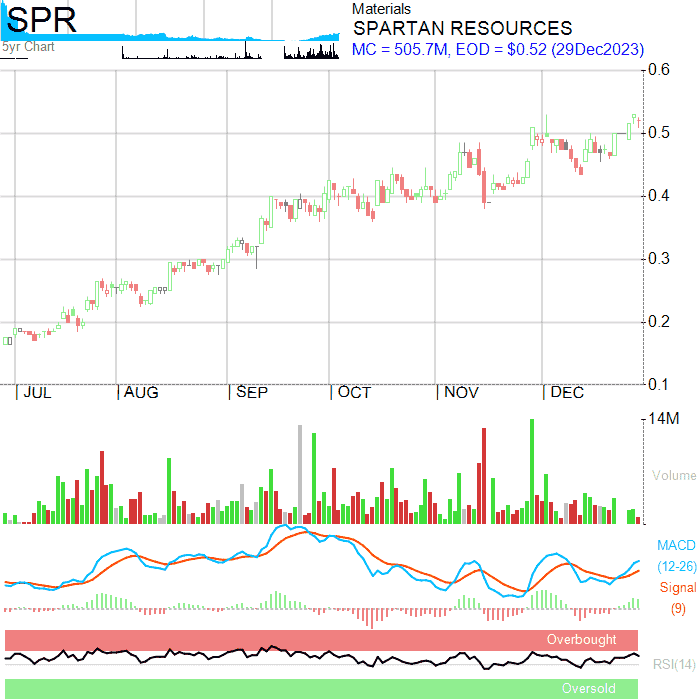 SPR
5yr Chart
Materials
SPARTAN RESOURCES
MC = 505.7M, EOD = $0.52 (29Dec2023)
0.6
0.5
0.4
0.3
0.2
0.1
JUL AUG SEP OCT NOV DEC
14M
Volume
MACD
(12-26)
Signal
(9)
Overbought
RSI(14)
Oversold